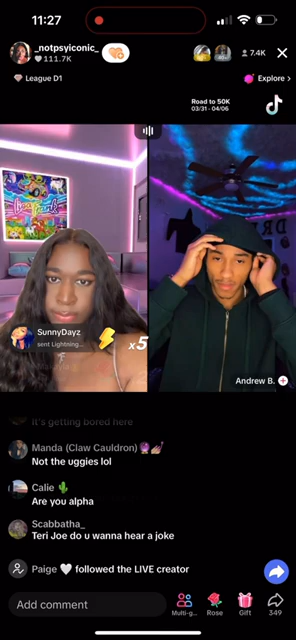 11:27
_notpsyiconic_
111.7K
7.4K
League D1
Explore >
Road to 50K
03/31 - 04/06
SunnyDayz
sent Lightning...
x5
Andrew B.
It's getting bored here
Manda (Claw Cauldron)
Not the uggies lol
Calie
Are you alpha
Scabbatha_
Teri Joe do u wanna hear a joke
Paige followed the LIVE creator
Add comment
Multi-g...
Rose
Gift
349